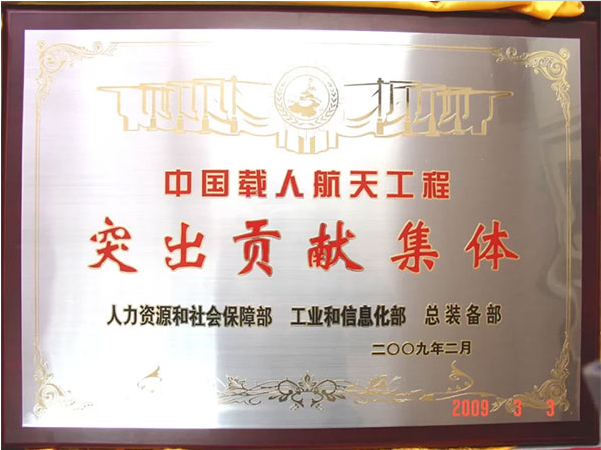 中国载人航天工程
突出贡献集体
人力资源和社会保障部 工业和信息化部 总装备部
二〇〇九年二月
2009 3 3